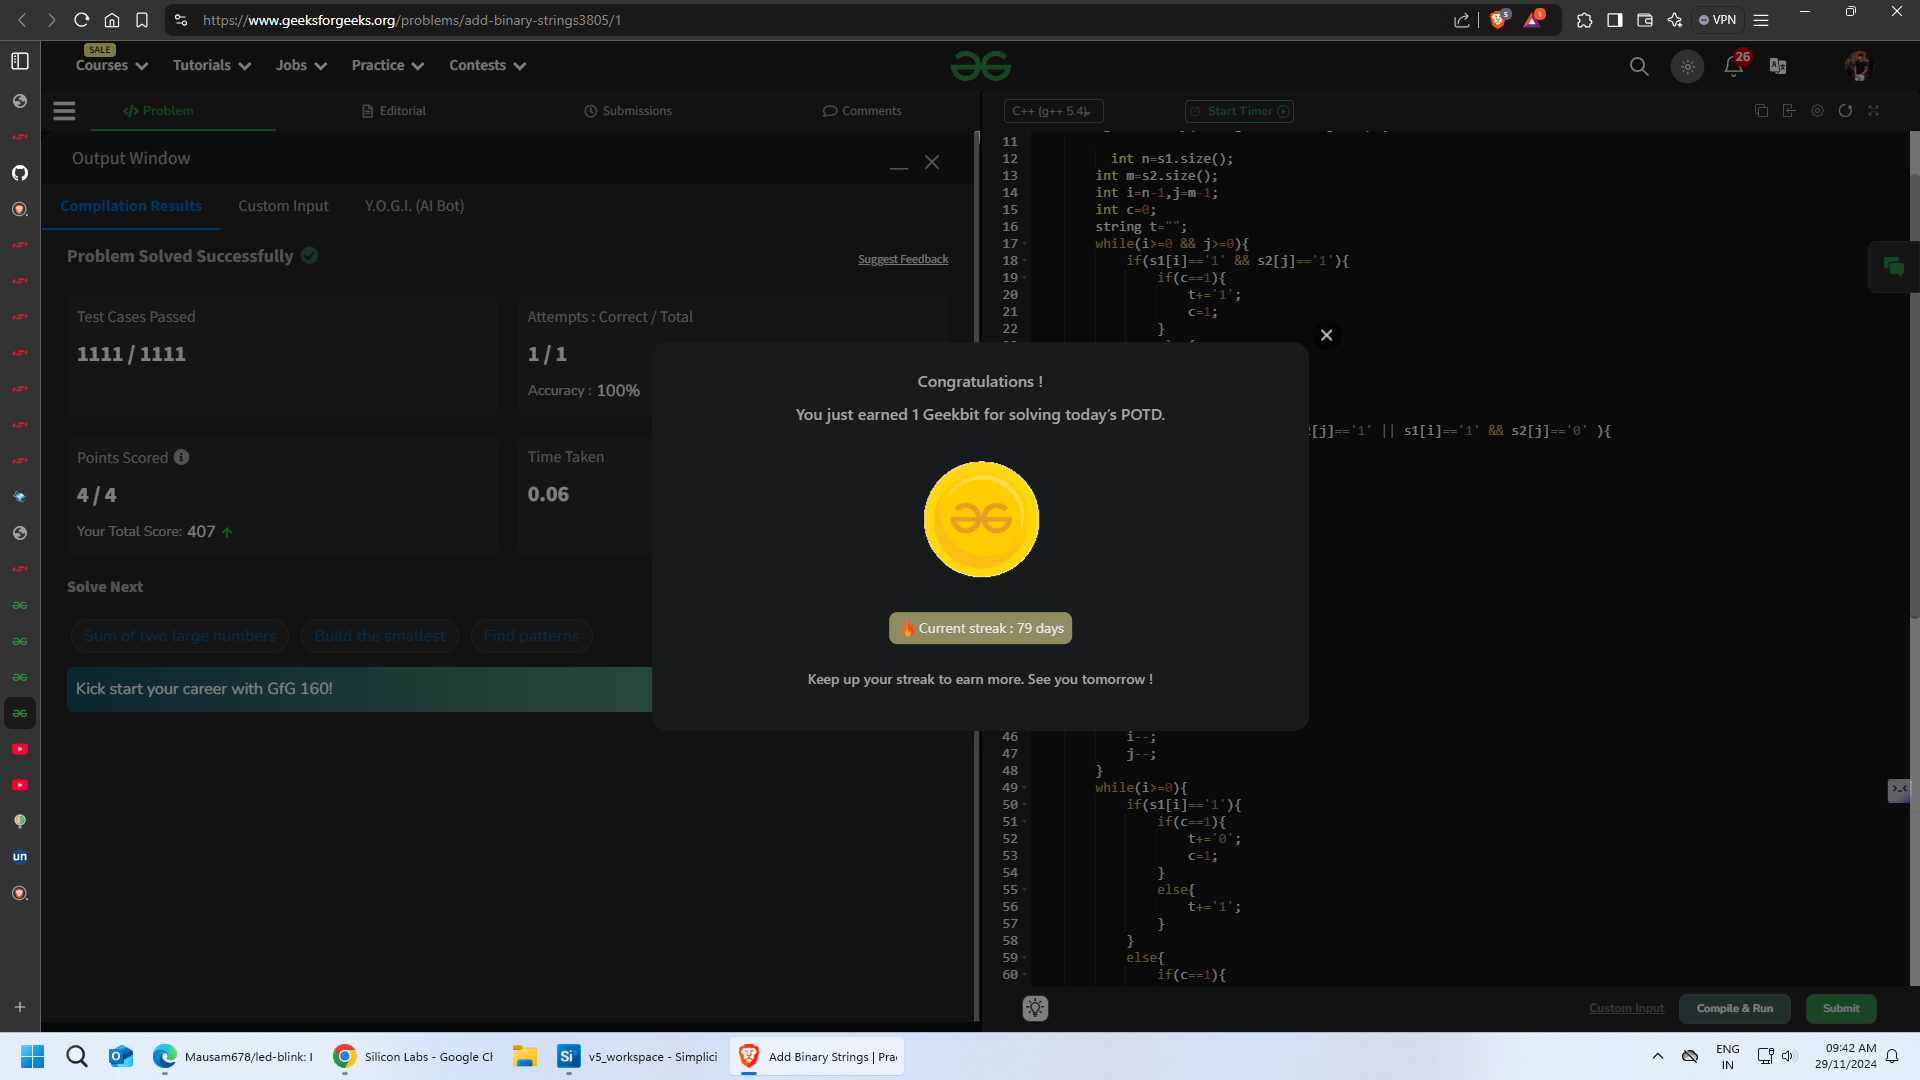 https://www.geeksforgeeks.org/problems/add-binary-strings3805/1
5
1
VPN
SALE
Courses
Tutorials
Jobs
Practice
Contests
26
</> Problem
Editorial
Submissions
Comments
C++ (g++ 5.4)
Start Timer
Output Window
Compilation Results
Custom Input
Y.O.G.I. (AI Bot)
Problem Solved Successfully
Suggest Feedback
Test Cases Passed
1111 / 1111
Attempts : Correct / Total
1 / 1
Accuracy : 100%
Points Scored
4 / 4
Your Total Score: 407
Time Taken
0.06
Solve Next
Sum of two large numbers
Build the smallest
Find patterns
Kick start your career with GfG 160!
Congratulations !
You just earned 1 Geekbit for solving today's POTD.
Current streak : 79 days
Keep up your streak to earn more. See you tomorrow !
11
12 int n=s1.size();
13 int m=s2.size();
14 int i=n-1,j=m-1;
15 int c=0;
16 string t="";
17 while(i>=0 && j>=0){
18 if(s1[i]=='1' && s2[j]=='1'){
19 if(c==1){
20 t+='1';
21 c=1;
22 }
[j]=='1' || s1[i]=='1' && s2[j]=='0' ){
46 i--;
47 j--;
48 }
49 while(i>=0){
50 if(s1[i]=='1'){
51 if(c==1){
52 t+='0';
53 c=1;
54 }
55 else{
56 t+='1';
57 }
58 }
59 else{
60 if(c==1){
Custom Input
Compile & Run
Submit
un
Mausam678/led-blink: I
Silicon Labs - Google Ch
Si
v5_workspace - Simplici
Add Binary Strings | Prac
ENG
IN
09:42 AM
29/11/2024